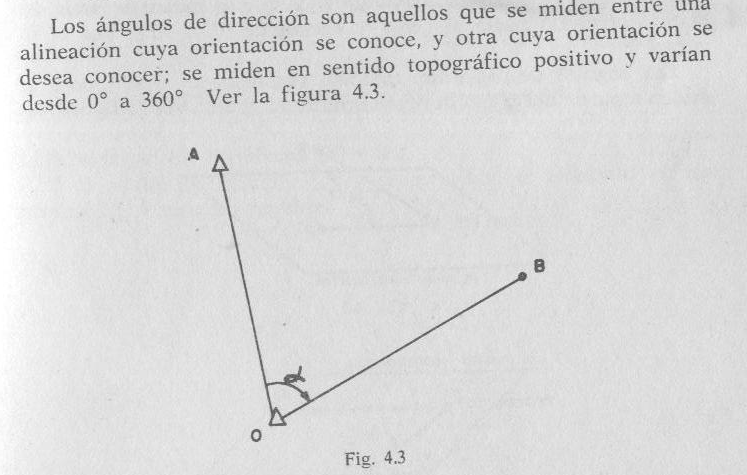 Los ángulos de dirección son aquellos que se miden entre una
alineación cuya orientación se conoce, y otra cuya orientación se
desea conocer; se miden en sentido topográfico positivo y varían
desde 0° a 360° Ver la figura 4.3.
A
B
α
O
Fig. 4.3